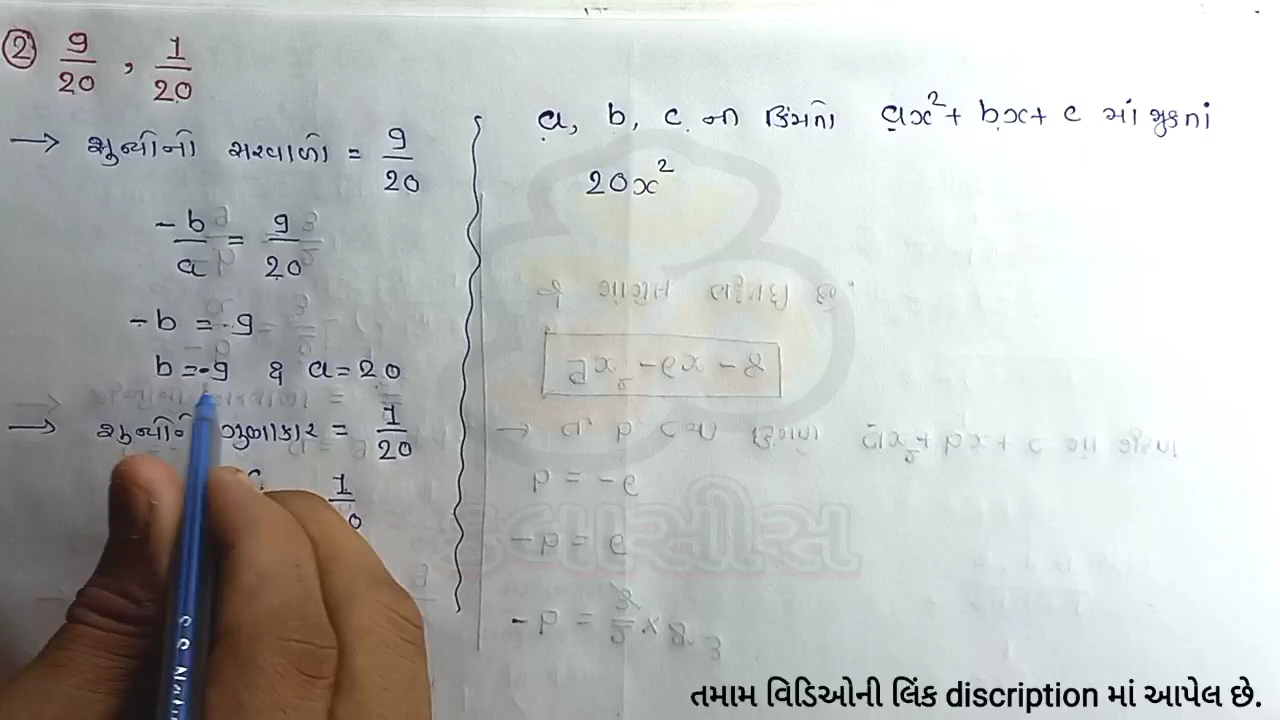 ② 9/20 , 1/20
→ શૂન્યોનો સરવાળો = 9/20
-b/a = 9/20
-b = 9
b = -9 & a = 20
→ શૂન્યોનો ગુણાકાર = 1/20
1
a, b, c ની કિંમતો ax² + bx + c માં મુકતાં
20x²
ક્લાસીસ
તમામ વિડિઓની લિંક discription માં આપેલ છે.